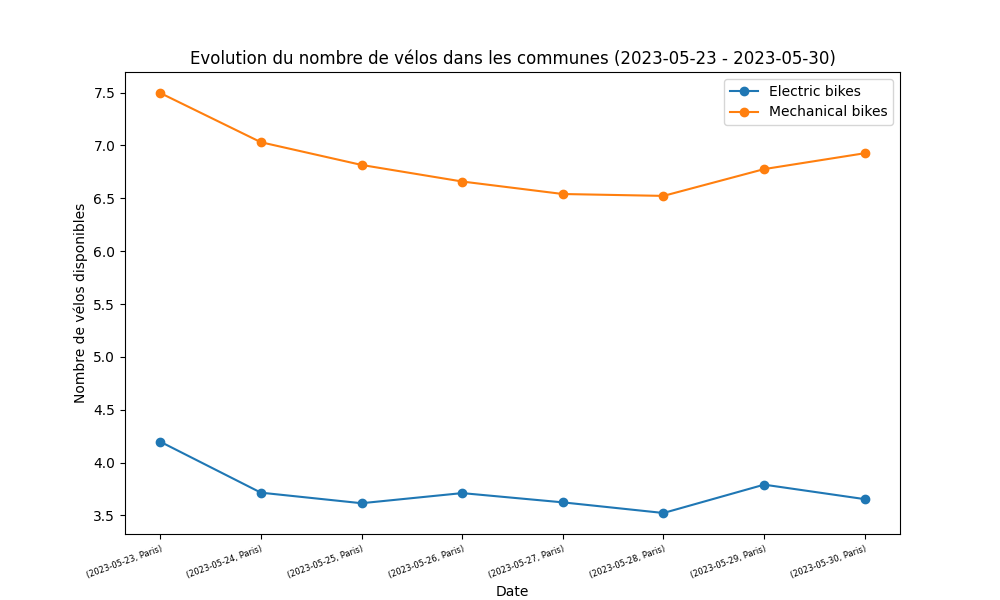 Evolution du nombre de vélos dans les communes (2023-05-23 - 2023-05-30)
Electric bikes
Mechanical bikes
Nombre de vélos disponibles
7.5
7.0
6.5
6.0
5.5
5.0
4.5
4.0
3.5
(2023-05-23, Paris)
(2023-05-24, Paris)
(2023-05-25, Paris)
(2023-05-26, Paris)
(2023-05-27, Paris)
(2023-05-28, Paris)
(2023-05-29, Paris)
(2023-05-30, Paris)
Date